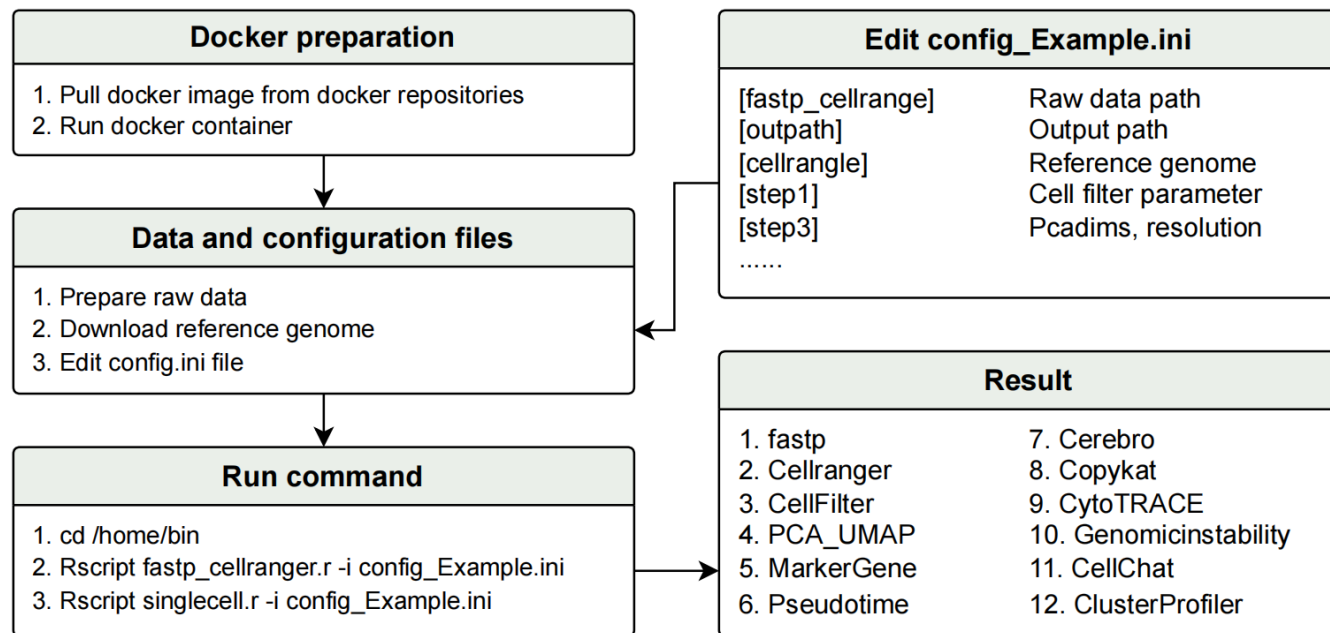 Docker preparation
1. Pull docker image from docker repositories
2. Run docker container
Data and configuration files
1. Prepare raw data
2. Download reference genome
3. Edit config.ini file
Run command
1. cd /home/bin
2. Rscript fastp_cellranger.r -i config_Example.ini
3. Rscript singlecell.r -i config_Example.ini
Edit config_Example.ini
[fastp_cellrange] Raw data path
[outpath] Output path
[cellrangle] Reference genome
[step1] Cell filter parameter
[step3] Pcadims, resolution
......
Result
1. fastp
2. Cellranger
3. CellFilter
4. PCA_UMAP
5. MarkerGene
6. Pseudotime
7. Cerebro
8. Copykat
9. CytoTRACE
10. Genomicinstability
11. CellChat
12. ClusterProfiler